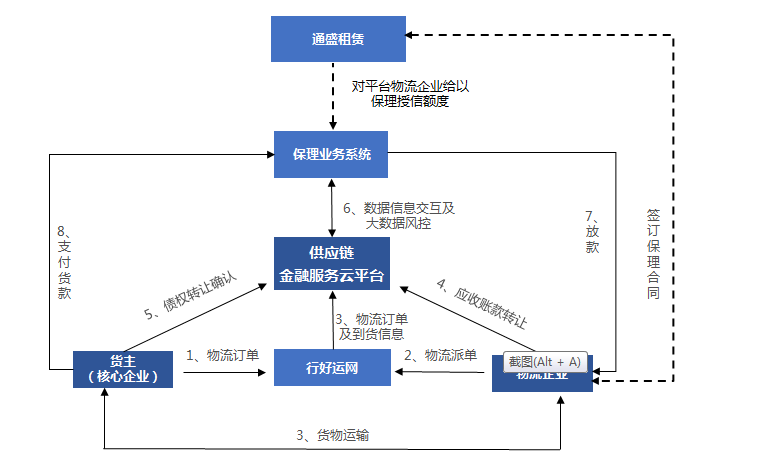 通盛租赁
对平台物流企业给以
保理授信额度
保理业务系统
8、支付货款
6、数据信息交互及
大数据风控
7、放款
签订保理合同
供应链
金融服务云平台
5、债权转让确认
4、应收账款转让
3、物流订单
及到货信息
货主
（核心企业）
1、物流订单
行好运网
2、物流派单
截图(Alt + A)
物流企业
3、货物运输